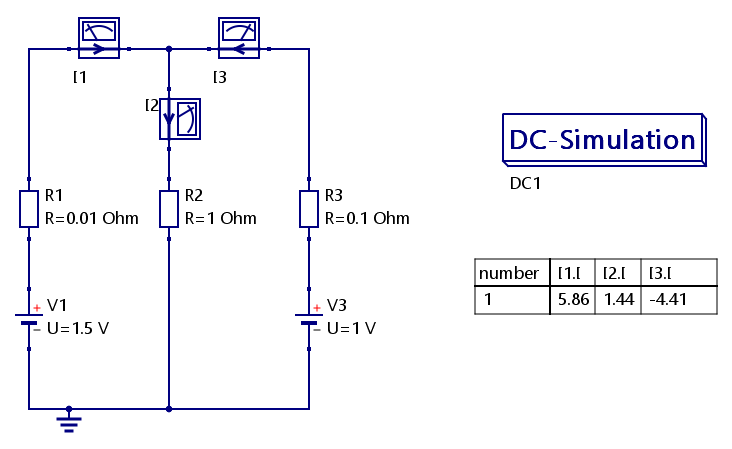 [1
[3
[2
R1
R=0.01 Ohm
R2
R=1 Ohm
R3
R=0.1 Ohm
V1
U=1.5 V
V3
U=1 V
DC-Simulation
DC1
number [1.[ [2.[ [3.[
1 5.86 1.44 -4.41